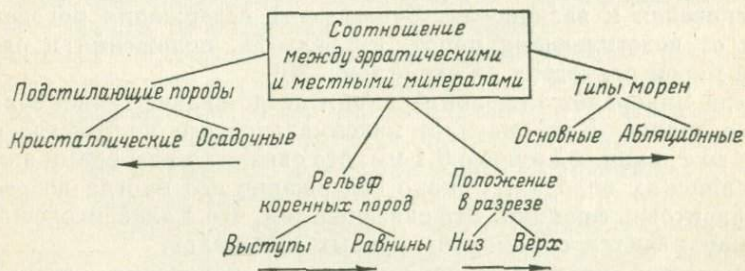 Соотношение
между эрратическими
и местными минералами
Подстилающие породы
Типы морен
Кристаллические Осадочные
Основные Абляционные
Рельеф
коренных пород
Положение
в разрезе
Выступы Равнины
Низ Верх